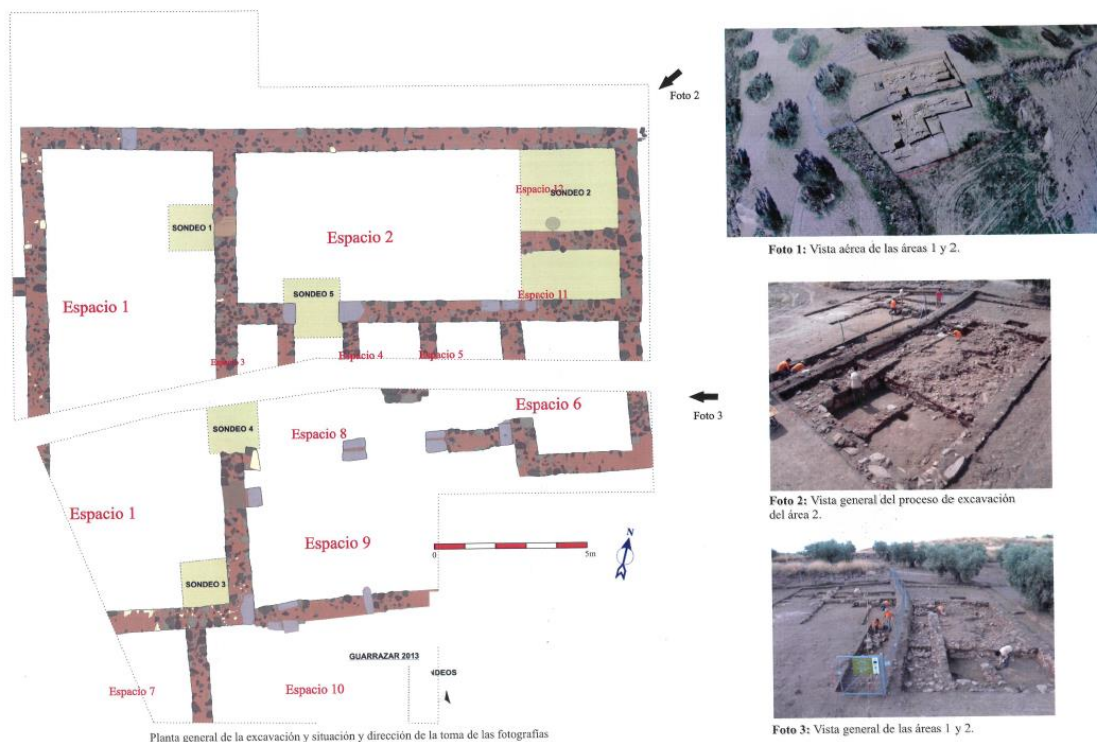 Foto 2
Espacio 12
SONDEO 2
SONDEO 1
Espacio 2
SONDEO 5
Espacio 11
Espacio 1
Espacio 3
Espacio 4
Espacio 5
Foto 3
Espacio 6
SONDEO 4
Espacio 8
Espacio 1
Espacio 9
0
5m
N
SONDEO 3
GUARRAZAR 2013
NDEOS
Espacio 7
Espacio 10
Planta general de la excavación y situación y dirección de la toma de las fotografías
Foto 1: Vista aérea de las áreas 1 y 2.
Foto 2: Vista general del proceso de excavación
del área 2.
Foto 3: Vista general de las áreas 1 y 2.